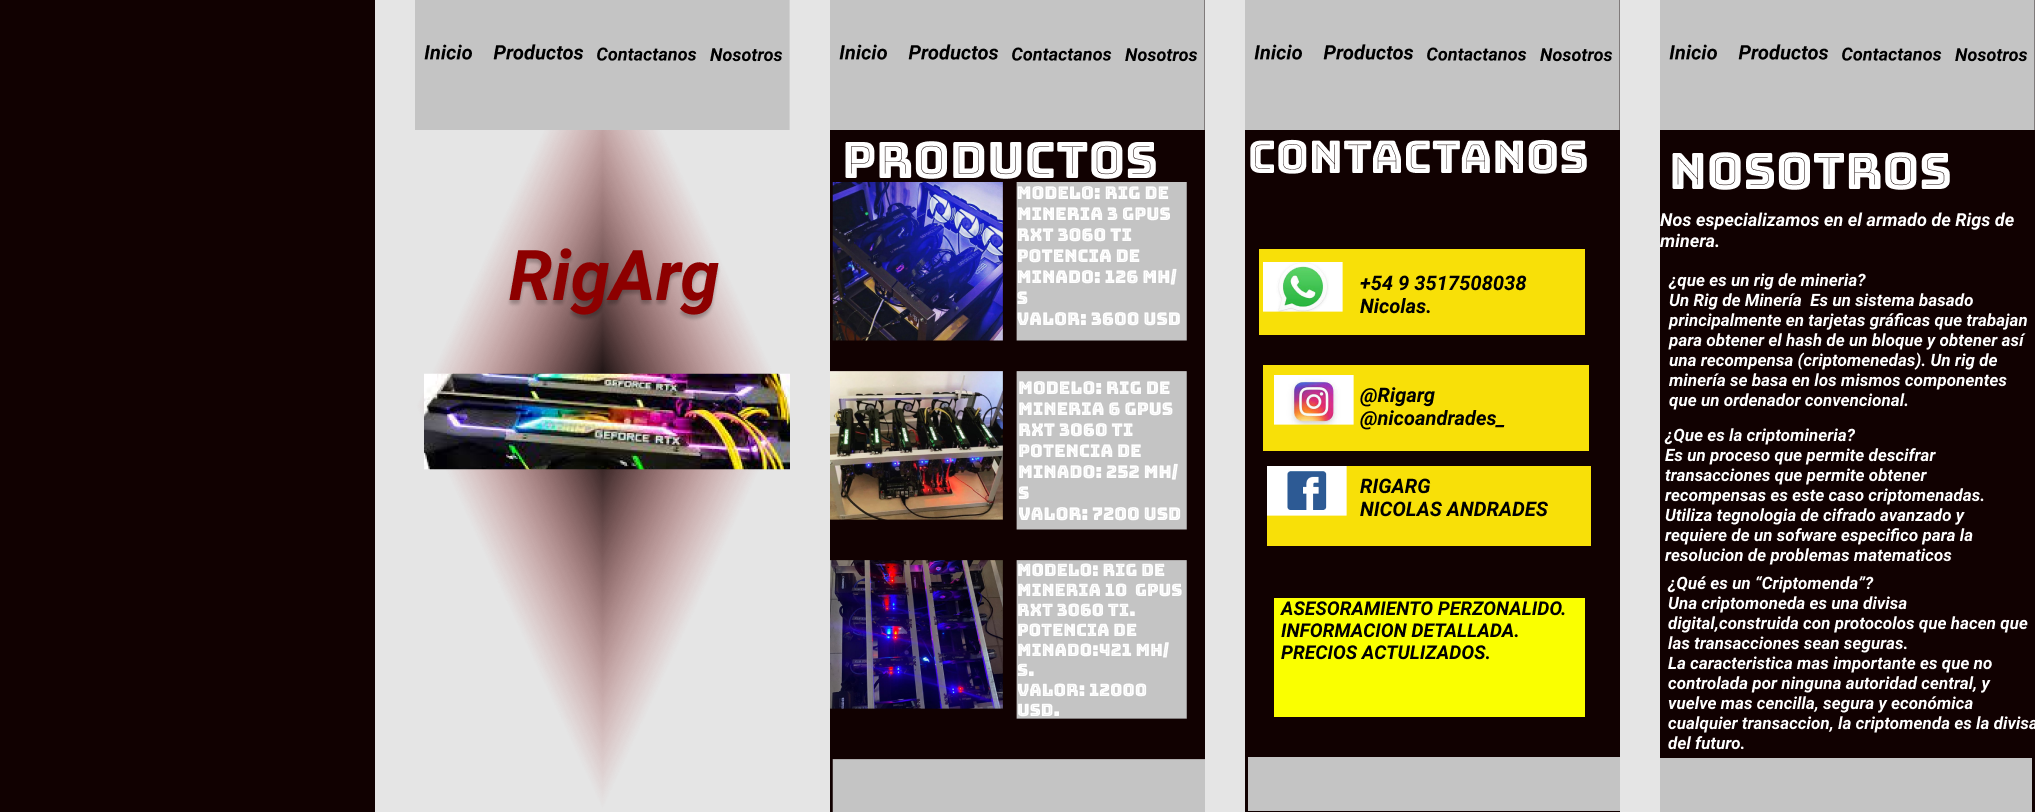 Inicio Productos Contactanos Nosotros
RigArg
GEFORCE RTX
GEFORCE RTX
Inicio Productos Contactanos Nosotros
PRODUCTOS
MODELO: RIG DE
MINERIA 3 GPUS
RXT 3060 TI
POTENCIA DE
MINADO: 126 MH/
S
VALOR: 3600 USD
MODELO: RIG DE
MINERIA 6 GPUS
RXT 3060 TI
POTENCIA DE
MINADO: 252 MH/
S
VALOR: 7200 USD
MODELO: RIG DE
MINERIA 10 GPUS
RXT 3060 TI.
POTENCIA DE
MINADO:421 MH/
S.
VALOR: 12000
USD.
Inicio Productos Contactanos Nosotros
CONTACTANOS
+54 9 3517508038
Nicolas.
@Rigarg
@nicoandrades_
RIGARG
NICOLAS ANDRADES
ASESORAMIENTO PERZONALIDO.
INFORMACION DETALLADA.
PRECIOS ACTULIZADOS.
Inicio Productos Contactanos Nosotros
NOSOTROS
Nos especializamos en el armado de Rigs de
minera.
¿que es un rig de mineria?
Un Rig de Minería Es un sistema basado
principalmente en tarjetas gráficas que trabajan
para obtener el hash de un bloque y obtener así
una recompensa (criptomenedas). Un rig de
minería se basa en los mismos componentes
que un ordenador convencional.
¿Que es la criptomineria?
Es un proceso que permite descifrar
transacciones que permite obtener
recompensas es este caso criptomenadas.
Utiliza tegnologia de cifrado avanzado y
requiere de un sofware especifico para la
resolucion de problemas matematicos
¿Qué es un “Criptomenda”?
Una criptomoneda es una divisa
digital,construida con protocolos que hacen que
las transacciones sean seguras.
La caracteristica mas importante es que no
controlada por ninguna autoridad central, y
vuelve mas cencilla, segura y económica
cualquier transaccion, la criptomenda es la divisa
del futuro.